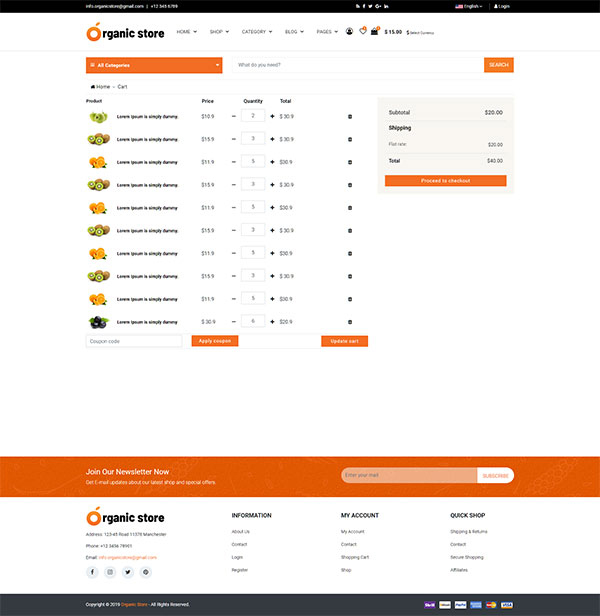 info.organicstore@gmail.com | +12 345 6789 English Login
Organic store HOME SHOP CATEGORY BLOG PAGES $ 15.00 $ Select Currency
All Categories What do you need? SEARCH
Home - Cart
Product Price Quantity Total
Lorem Ipsum is simply dummy. $10.9 - 2 + $ 30.9
Lorem Ipsum is simply dummy. $15.9 - 3 + $ 30.9
Lorem Ipsum is simply dummy. $11.9 - 5 + $30.9
Lorem Ipsum is simply dummy. $15.9 - 3 + $ 30.9
Lorem Ipsum is simply dummy $11.9 - 5 + $30.9
Lorem Ipsum is simply dummy. $15.9 - 3 + $ 30.9
Lorem Ipsum is simply dummy $11.9 - 5 + $30.9
Lorem Ipsum is simply dummy. $15.9 - 3 + $ 30.9
Lorem Ipsum is simply dummy $11.9 - 5 + $30.9
Lorem Ipsum is simply dummy $ 30.9 - 6 + $20.9
Coupon code Apply coupon Update cart
Subtotal $20.00
Shipping
Flat rate: $20.00
Total $40.00
Proceed to checkout
Join Our Newsletter Now
Get E-mail updates about our latest shop and special offers.
Enter your mail SUBSCRIBE
Organic store
Address: 123-45 Road 11378 Manchester
Phone: +12 3456 78901
Email: info.organicstore@gmail.com
INFORMATION
About Us
Contact
Login
Register
MY ACCOUNT
My Account
Contact
Shopping Cart
Shop
QUICK SHOP
Shipping & Returns
Contact
Secure Shopping
Affiliates
Copyright © 2019 Organic Store - All Rights Reserved.
Skrill PayPal VISA